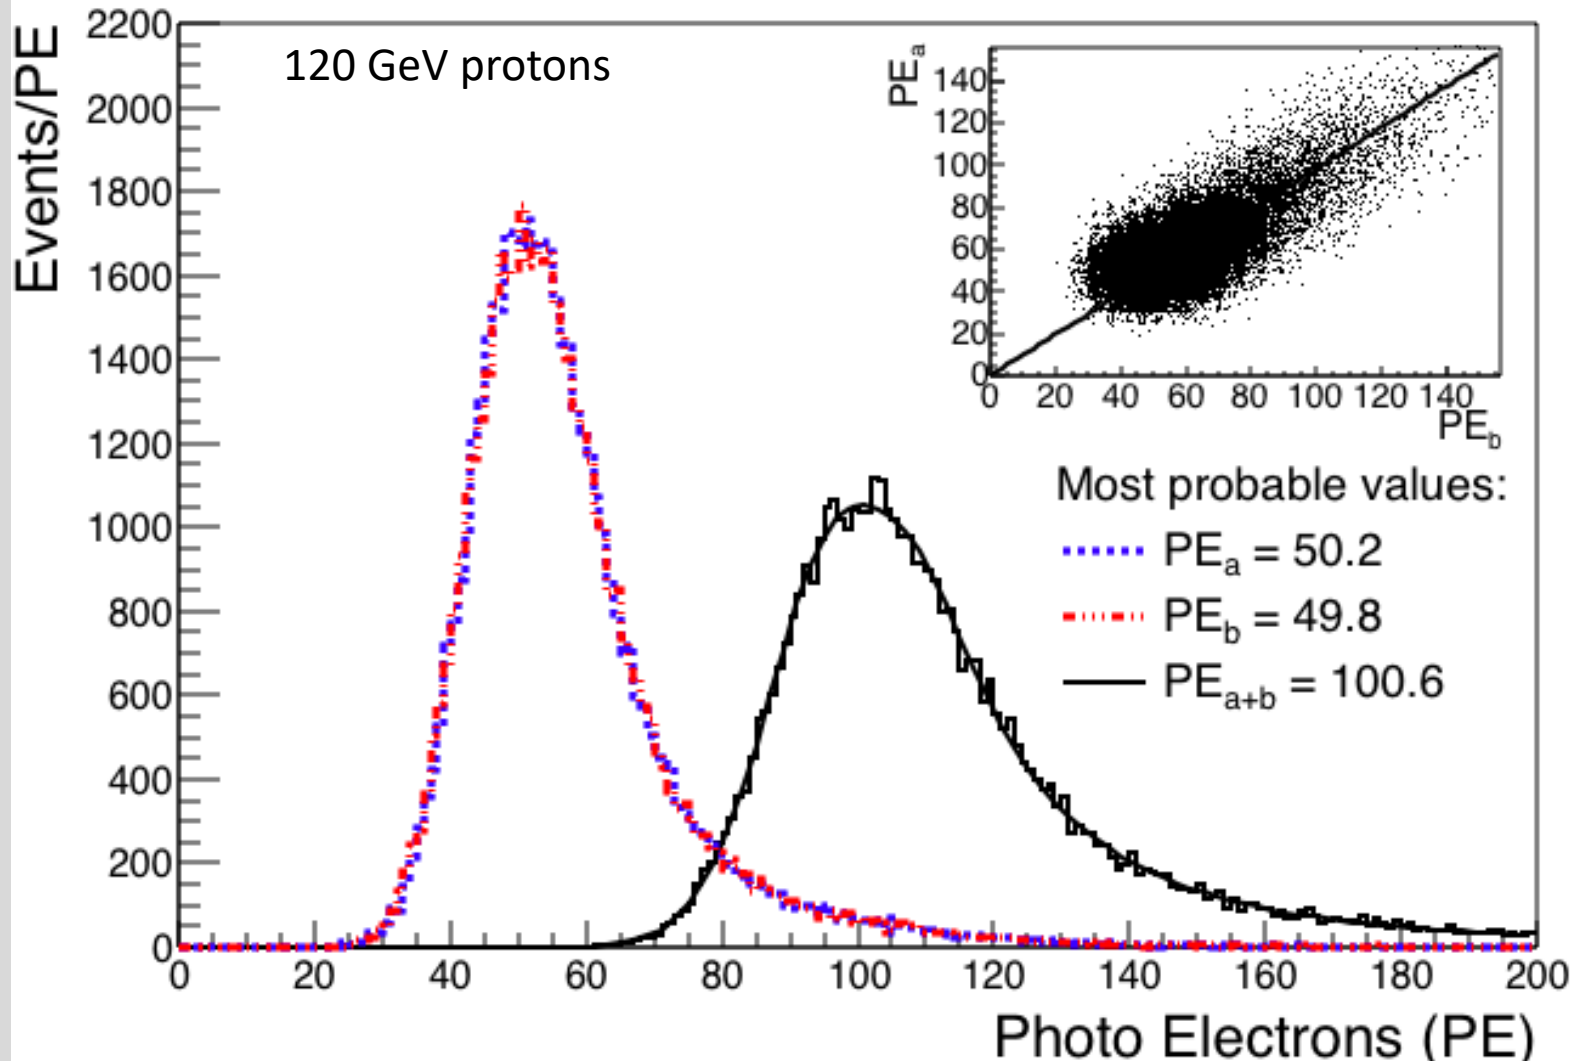 Events/PE
2200
2000
1800
1600
1400
1200
1000
800
600
400
200
0
120 GeV protons
PEa
140
120
100
80
60
40
20
0
0 20 40 60 80 100 120 140
PEb
Most probable values:
PEa = 50.2
PEb = 49.8
PEa+b = 100.6
0 20 40 60 80 100 120 140 160 180 200
Photo Electrons (PE)